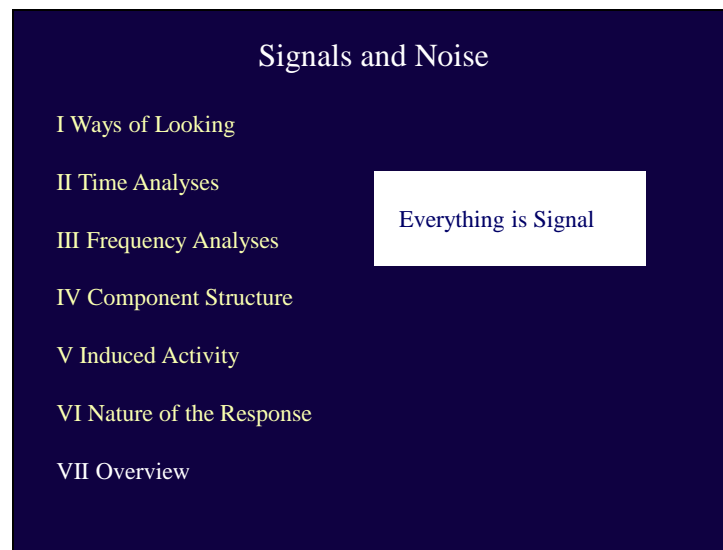 Signals and Noise
I Ways of Looking
II Time Analyses
III Frequency Analyses
IV Component Structure
V Induced Activity
VI Nature of the Response
VII Overview
Everything is Signal